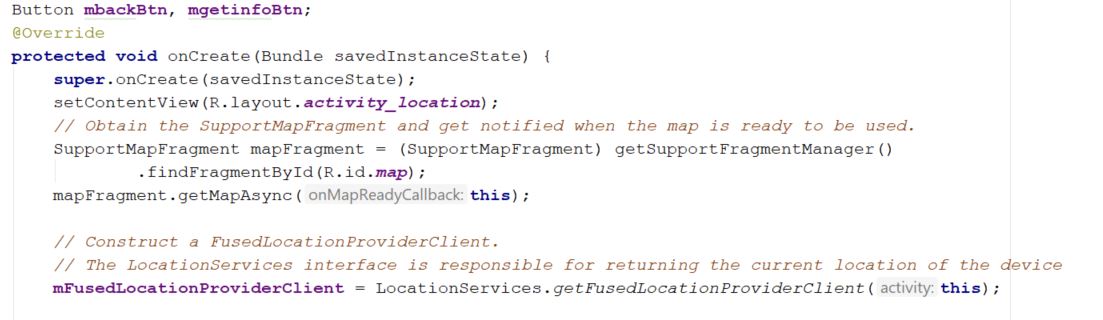 Button mbackBtn, mgetinfoBtn;
@Override
protected void onCreate(Bundle savedInstanceState) {
super.onCreate(savedInstanceState);
setContentView(R.layout.activity_location);
// Obtain the SupportMapFragment and get notified when the map is ready to be used.
SupportMapFragment mapFragment = (SupportMapFragment) getSupportFragmentManager()
.findFragmentById(R.id.map);
mapFragment.getMapAsync( onMapReadyCallback: this);
// Construct a FusedLocationProviderClient.
// The LocationServices interface is responsible for returning the current location of the device
mFusedLocationProviderClient = LocationServices.getFusedLocationProviderClient( activity: this);